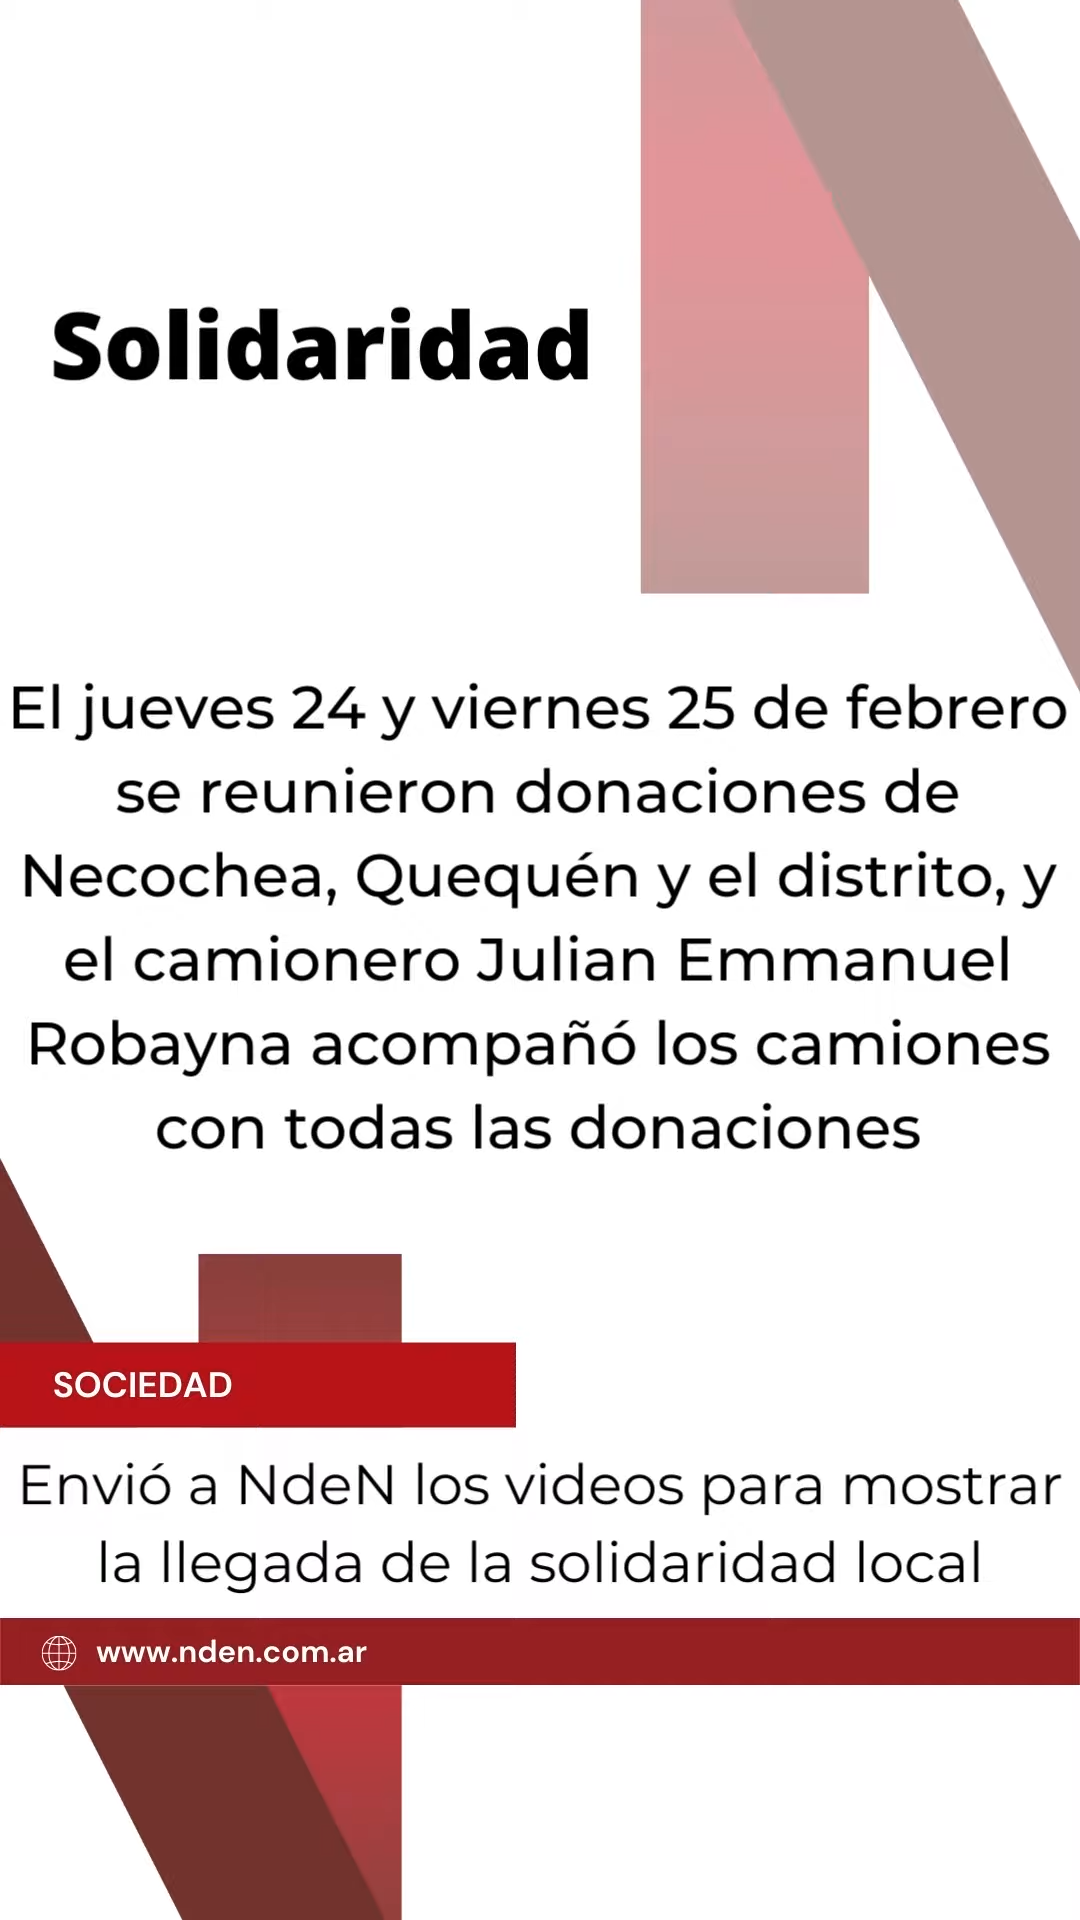 Solidaridad
El jueves 24 y viernes 25 de febrero
se reunieron donaciones de
Necochea, Quequén y el distrito, y
el camionero Julian Emmanuel
Robayna acompañó los camiones
con todas las donaciones
SOCIEDAD
Envió a NdeN los videos para mostrar
la llegada de la solidaridad local
www.nden.com.ar